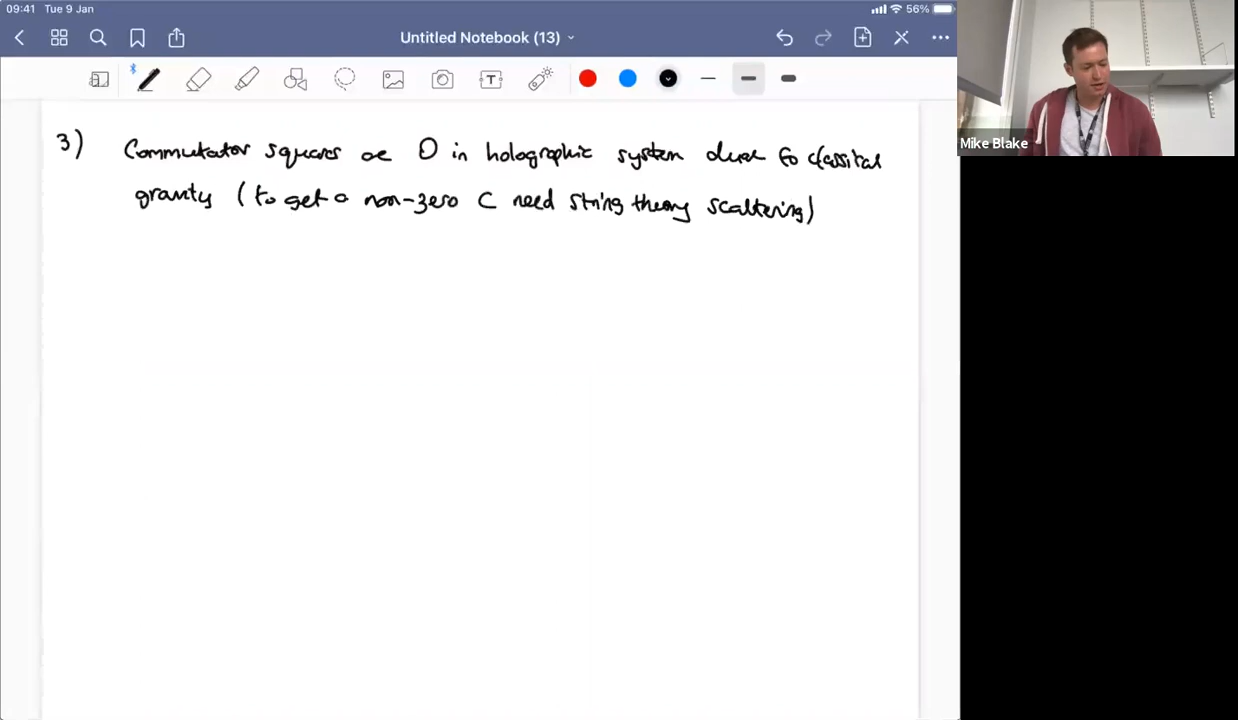 09:41 Tue 9 Jan
56%
Untitled Notebook (13)
T
Mike Blake
3) Commutator squares are 0 in holographic system dual to classical
gravity (to get a non-zero C need string theory scattering)